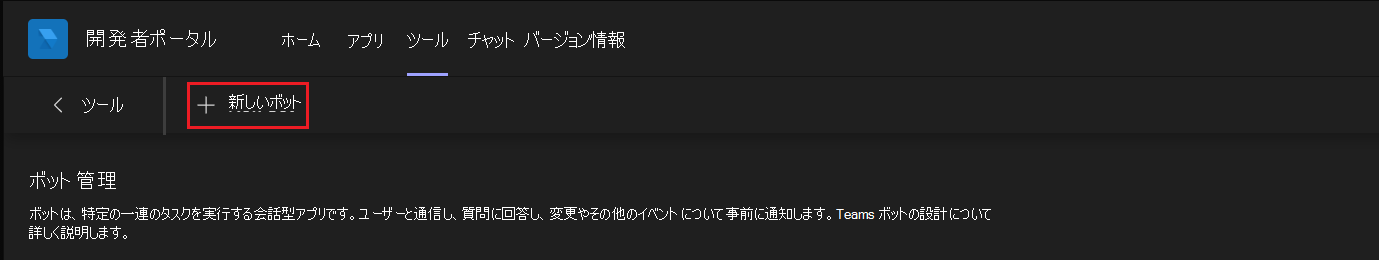 開発者ポータル ホーム アプリ ツール チャット バージョン情報
ツール 新しいボット
ボット 管理
ボットは、特定の一連のタスクを実行する会話型アプリです。ユーザーと通信し、質問に回答し、変更やその他のイベントについて事前に通知します。Teams ボットの設計について
詳しく説明します。